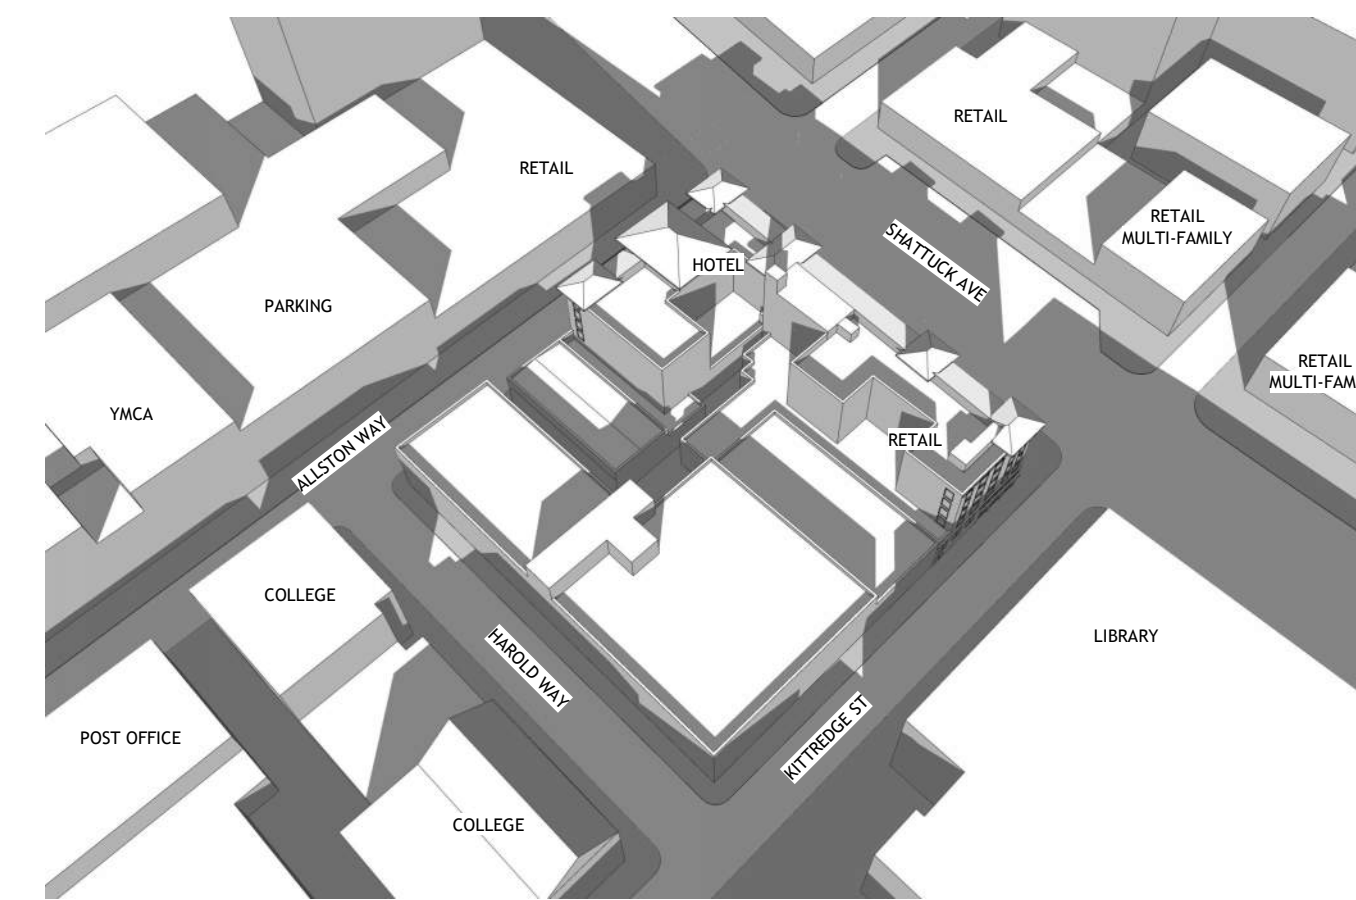 RETAIL
RETAIL
RETAIL
MULTI-FAMILY
HOTEL
SHATTUCK AVE
PARKING
RETAIL
MULTI-FAM
YMCA
ALLSTON WAY
RETAIL
COLLEGE
LIBRARY
HAROLD WAY
POST OFFICE
KITTREDGE ST
COLLEGE